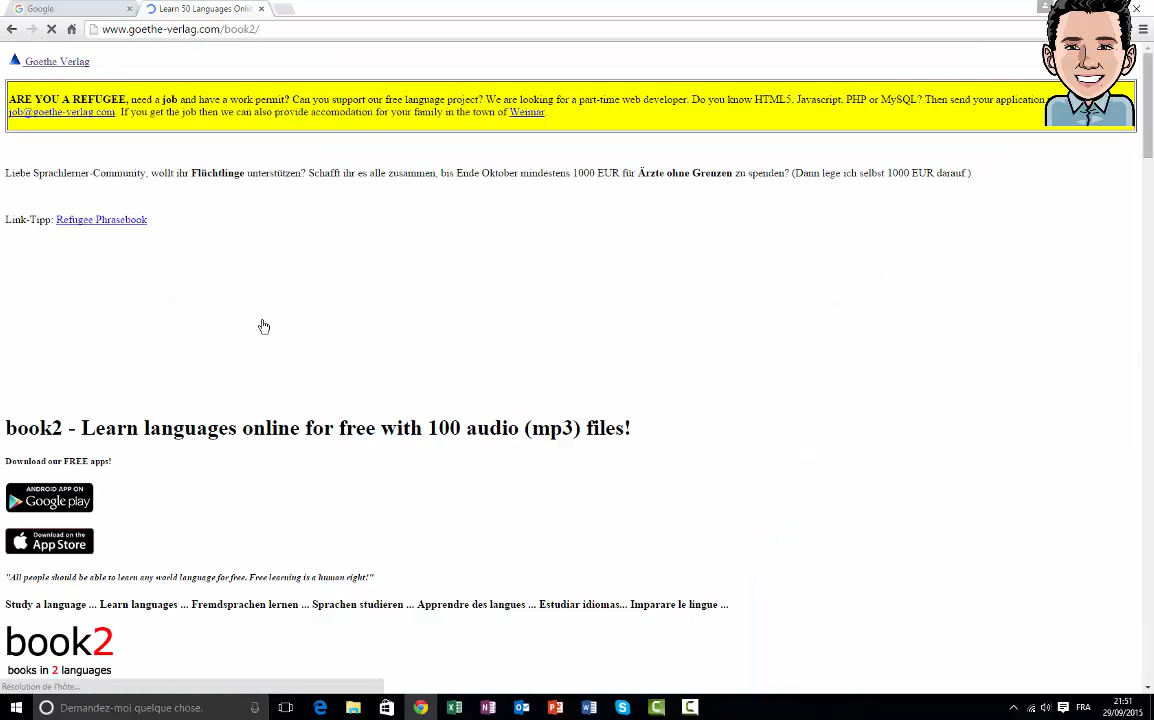 Google
Learn 50 Languages Onlin
www.goethe-verlag.com/book2/
Goethe Verlag
ARE YOU A REFUGEE, need a job and have a work permit? Can you support our free language project? We are looking for a part-time web developer. Do you know HTML5, Javascript, PHP or MySQL? Then send your application
job@goethe-verlag.com. If you get the job then we can also provide accomodation for your family in the town of Weimar.
Liebe Sprachlerner-Community, wollt ihr Flüchtlinge unterstützen? Schafft ihr es alle zusammen, bis Ende Oktober mindestens 1000 EUR für Ärzte ohne Grenzen zu spenden? (Dann lege ich selbst 1000 EUR darauf.)
Link-Tipp: Refugee Phrasebook
book2 - Learn languages online for free with 100 audio (mp3) files!
Download our FREE apps!
ANDROID APP ON
Google play
Download on the
App Store
"All people should be able to learn any world language for free. Free learning is a human right!"
Study a language ... Learn languages ... Fremdsprachen lernen ... Sprachen studieren ... Apprendre des langues ... Estudiar idiomas... Imparare le lingue ...
book2
books in 2 languages
Résolution de l'hôte...
Demandez-moi quelque chose.
FRA
21:51
29/09/2015